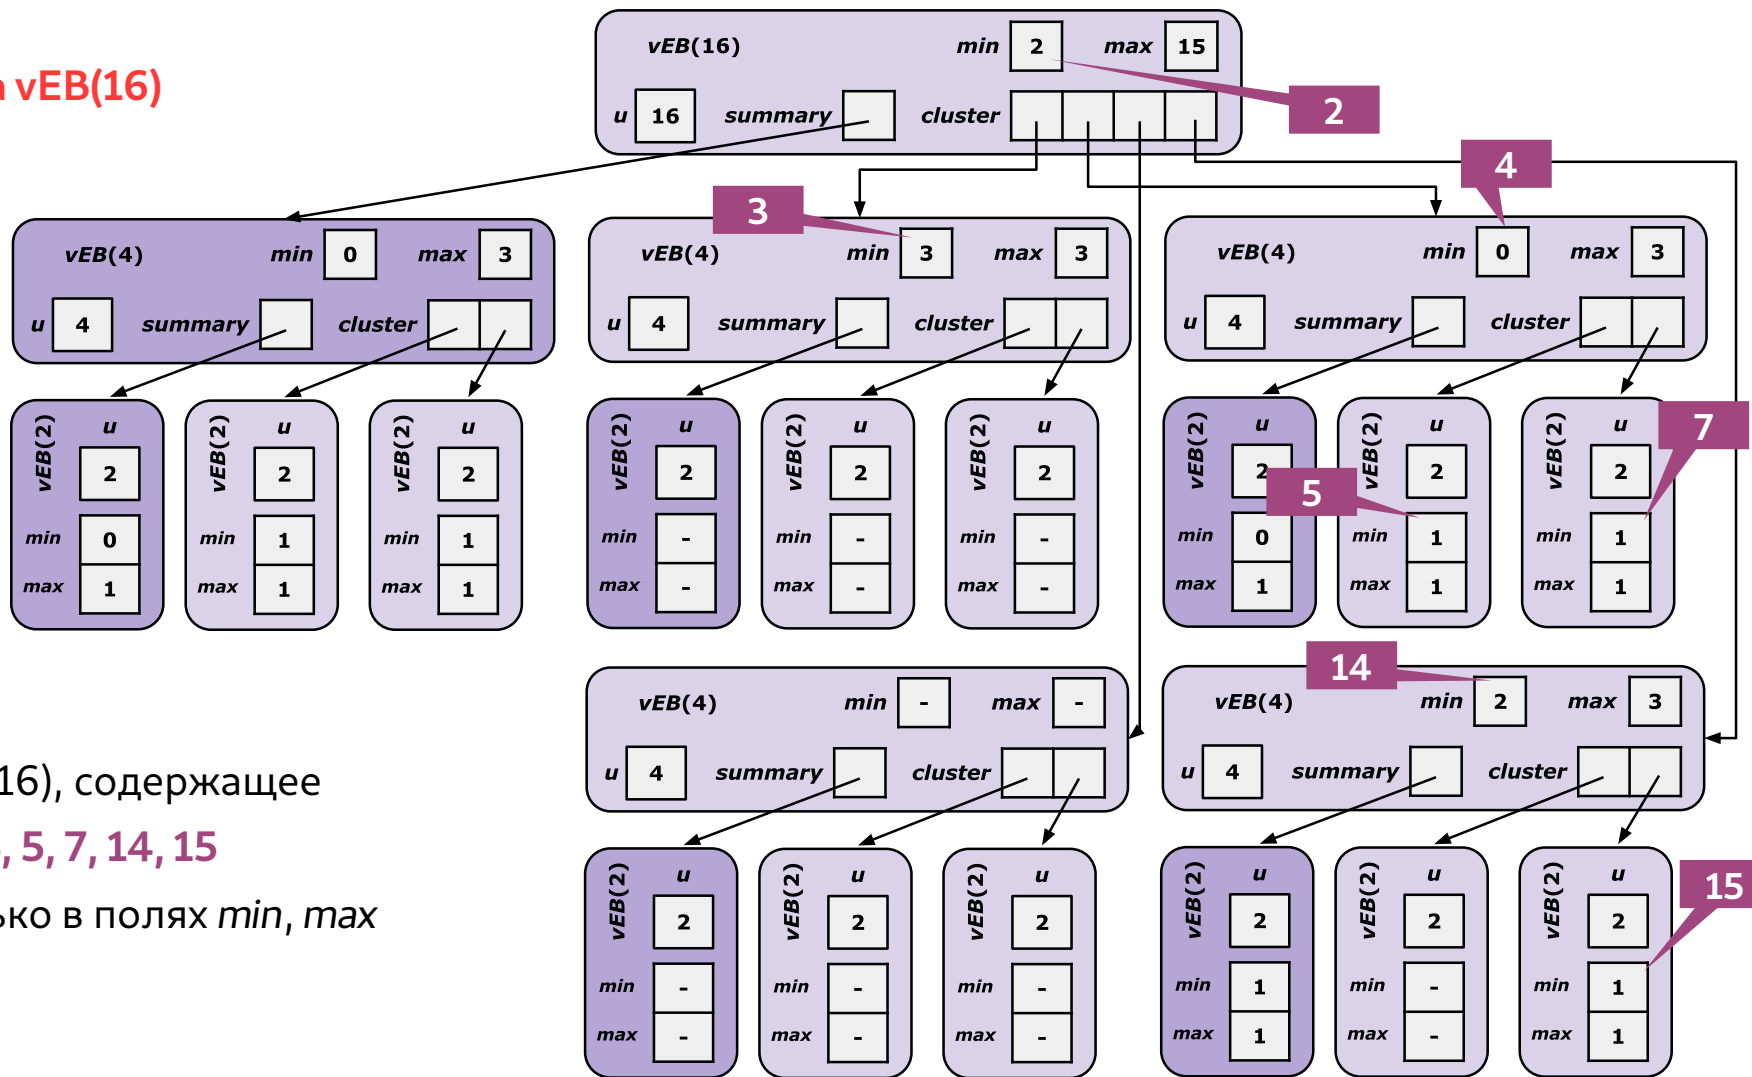 vEB(16) min 2 max 15
vEB(16)
u 16 summary cluster
2
4
3
vEB(4) min 0 max 3
u 4 summary cluster
vEB(4) min 3 max 3
u 4 summary cluster
vEB(4) min 0 max 3
u 4 summary cluster
vEB(2) u 2 min 0 max 1
vEB(2) u 2 min 1 max 1
vEB(2) u 2 min 1 max 1
vEB(2) u 2 min - max -
vEB(2) u 2 min - max -
vEB(2) u 2 min - max -
vEB(2) u 2 min 0 max 1
5
vEB(2) u 2 min 1 max 1
7
vEB(2) u 2 min 1 max 1
14
vEB(4) min - max -
u 4 summary cluster
vEB(4) min 2 max 3
u 4 summary cluster
16), содержащее
, 5, 7, 14, 15
ько в полях min, max
vEB(2) u 2 min - max -
vEB(2) u 2 min - max -
vEB(2) u 2 min - max -
vEB(2) u 2 min 1 max 1
vEB(2) u 2 min - max -
15
vEB(2) u 2 min 1 max 1